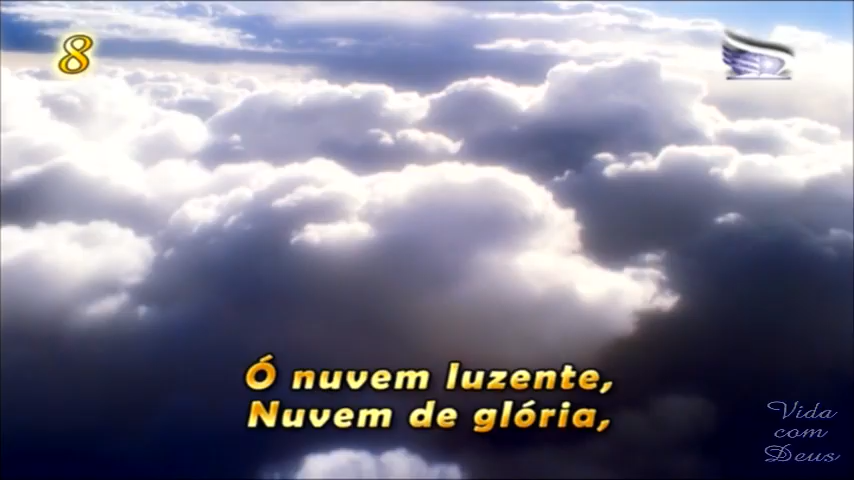 8
Ó nuvem luzente,
Nuvem de glória,
Vida
com
Deus